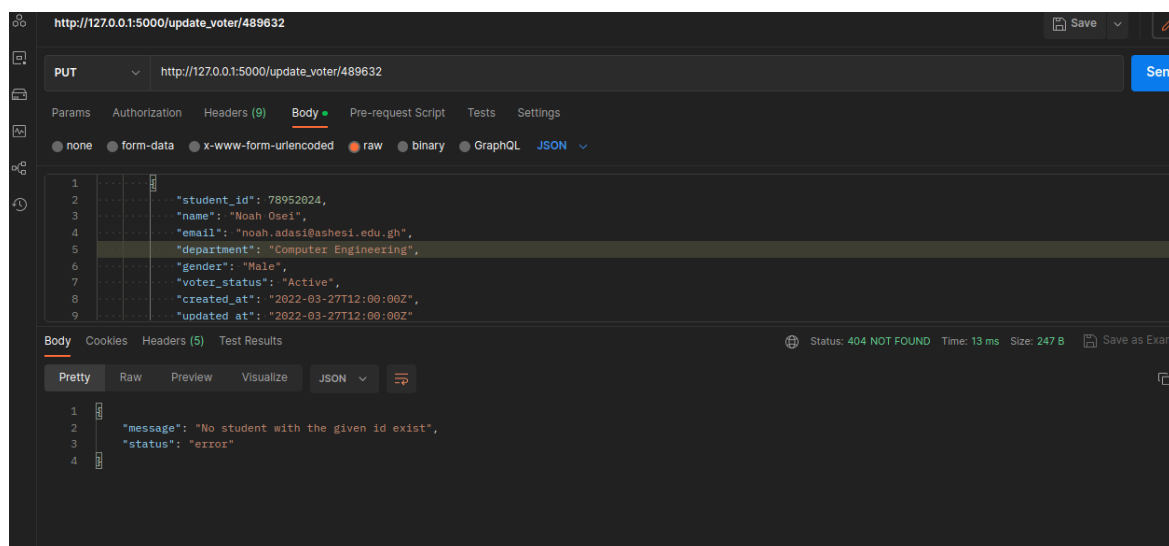 http://127.0.0.1:5000/update_voter/489632
Save
PUT http://127.0.0.1:5000/update_voter/489632
Params Authorization Headers (9) Body Pre-request Script Tests Settings
none form-data x-www-form-urlencoded raw binary GraphQL JSON
1 {
2 "student_id": 78952024,
3 "name": "Noah Osei",
4 "email": "noah.adasi@ashesi.edu.gh",
5 "department": "Computer Engineering",
6 "gender": "Male",
7 "voter_status": "Active",
8 "created_at": "2022-03-27T12:00:00Z",
9 "updated_at": "2022-03-27T12:00:00Z"
Body Cookies Headers (5) Test Results Status: 404 NOT FOUND Time: 13 ms Size: 247 B Save as Exam
Pretty Raw Preview Visualize JSON
1 {
2 "message": "No student with the given id exist",
3 "status": "error"
4 }